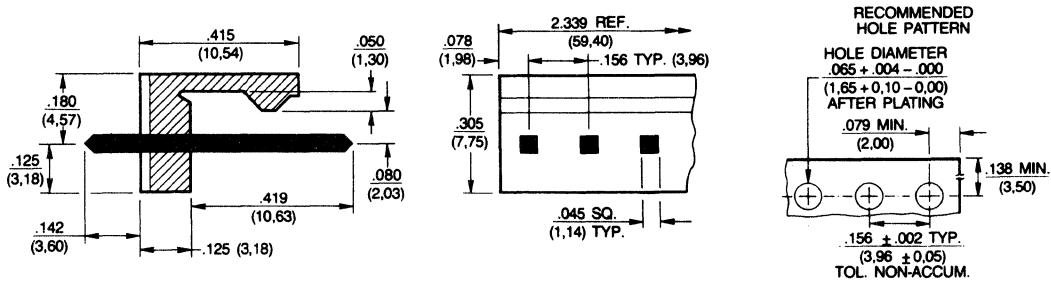 .415
(10,54)
.050
(1,30)
.180
(4,57)
.125
(3,18)
.080
(2,03)
.419
(10,63)
.142
(3,60)
.125 (3,18)
2.339 REF.
(59,40)
.078
(1,98)
.156 TYP. (3,96)
.305
(7,75)
.045 SQ.
(1,14) TYP.
RECOMMENDED
HOLE PATTERN
HOLE DIAMETER
.065 + .004 – .000
(1,65 + 0,10 – 0,00)
AFTER PLATING
.079 MIN.
(2,00)
.138 MIN.
(3,50)
.156 ± .002 TYP.
(3,96 ± 0,05)
TOL. NON-ACCUM.